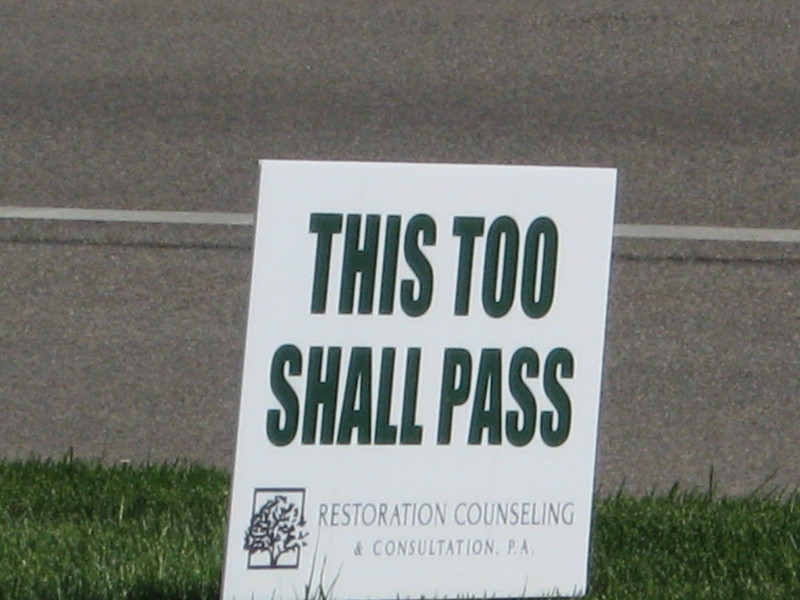 THIS TOO
SHALL PASS
RESTORATION COUNSELING
& CONSULTATION, P.A.